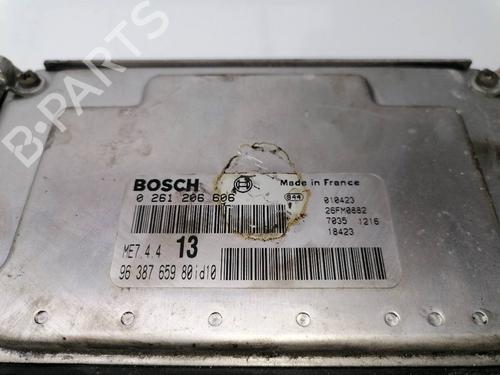 B-PARTS
BOSCH
Made in France
0 261 206 606
010423
26FM0882
7035 1216
18423
ME7.4.4 13
96 387 659 80id10